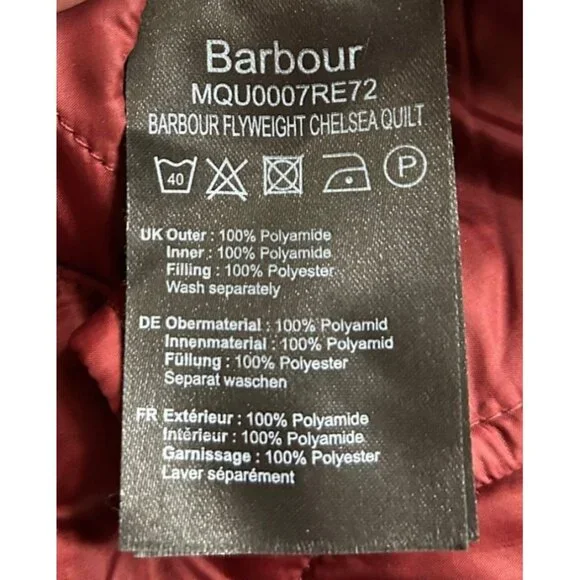 Barbour
MQU0007RE72
BARBOUR FLYWEIGHT CHELSEA QUILT
40 P
UK Outer : 100% Polyamide
Inner : 100% Polyamide
Filling : 100% Polyester
Wash separately
DE Obermaterial : 100% Polyamid
Innenmaterial : 100% Polyamid
Füllung : 100% Polyester
Separat waschen
FR Extérieur : 100% Polyamide
Intérieur : 100% Polyamide
Garnissage : 100% Polyester
Laver séparément